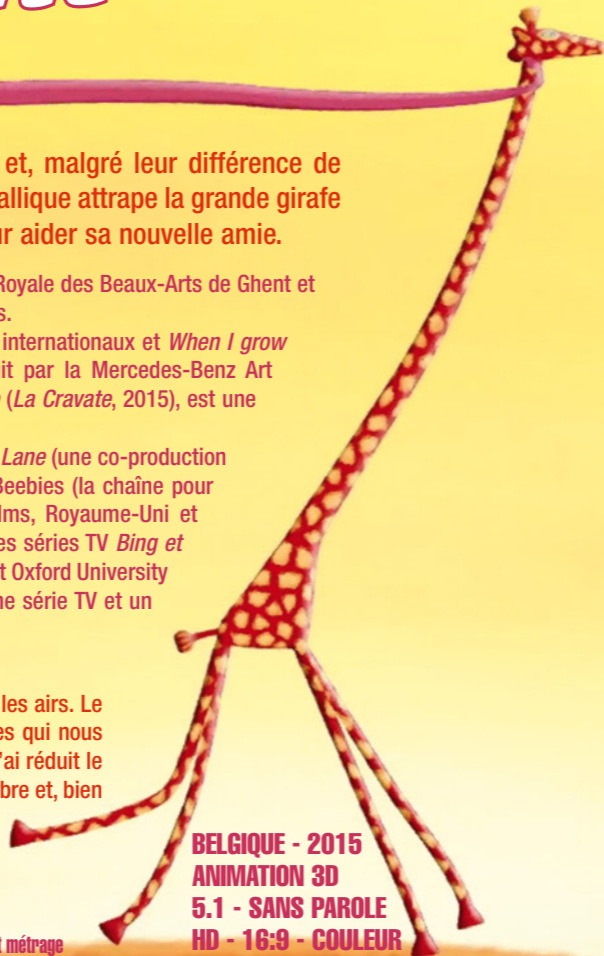 et, malgré leur différence de
allique attrape la grande girafe
ur aider sa nouvelle amie.
Royale des Beaux-Arts de Ghent et
s.
internationaux et When I grow
it par la Mercedes-Benz Art
(La Cravate, 2015), est une
Lane (une co-production
Beebies (la chaîne pour
lms, Royaume-Uni et
es séries TV Bing et
t Oxford University
ne série TV et un
les airs. Le
es qui nous
'ai réduit le
bre et, bien
BELGIQUE - 2015
ANIMATION 3D
5.1 - SANS PAROLE
HD - 16:9 - COULEUR
t métrage